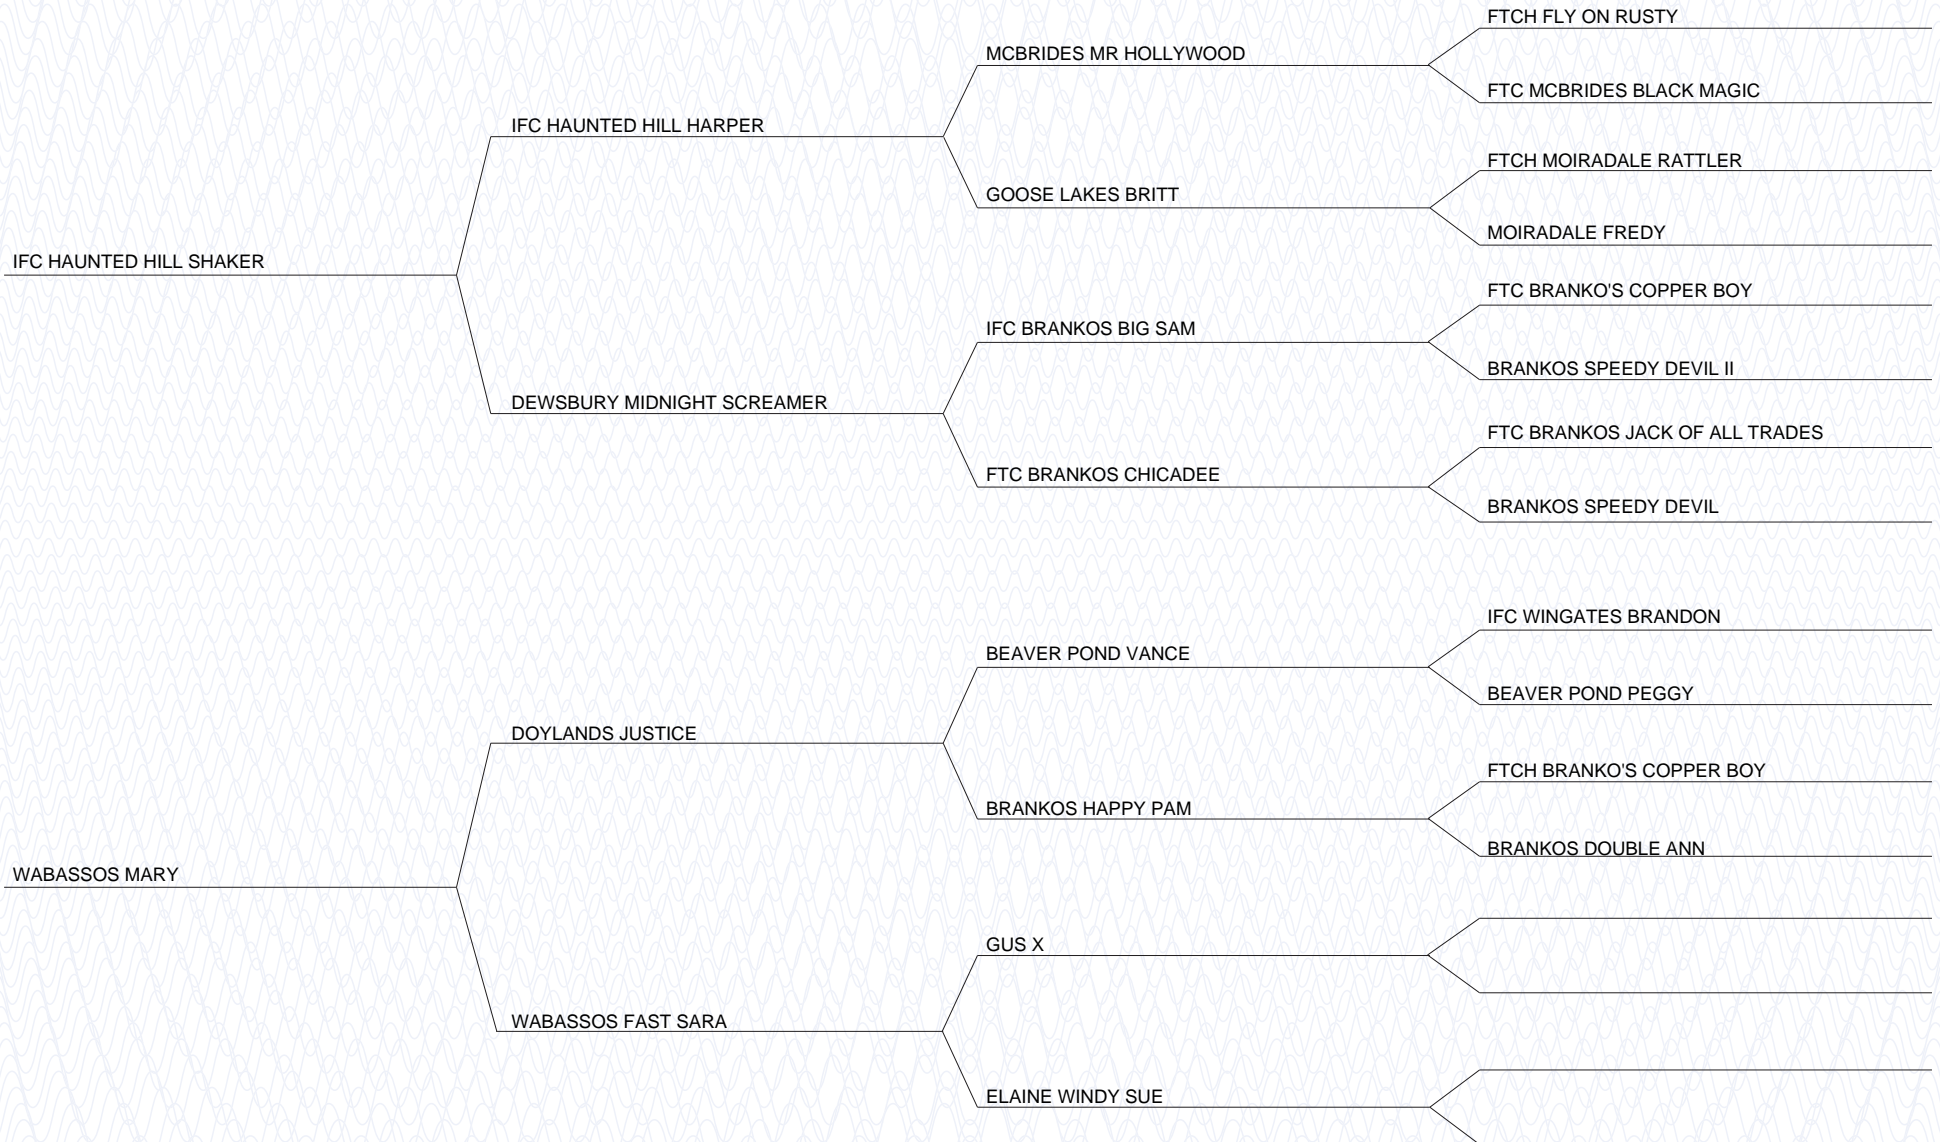 FTCH FLY ON RUSTY
MCBRIDES MR HOLLYWOOD
FTC MCBRIDES BLACK MAGIC
IFC HAUNTED HILL HARPER
FTCH MOIRADALE RATTLER
GOOSE LAKES BRITT
MOIRADALE FREDY
IFC HAUNTED HILL SHAKER
FTC BRANKO'S COPPER BOY
IFC BRANKOS BIG SAM
BRANKOS SPEEDY DEVIL II
DEWSBURY MIDNIGHT SCREAMER
FTC BRANKOS JACK OF ALL TRADES
FTC BRANKOS CHICADEE
BRANKOS SPEEDY DEVIL
IFC WINGATES BRANDON
BEAVER POND VANCE
BEAVER POND PEGGY
DOYLANDS JUSTICE
FTCH BRANKO'S COPPER BOY
BRANKOS HAPPY PAM
BRANKOS DOUBLE ANN
WABASSOS MARY
GUS X
WABASSOS FAST SARA
ELAINE WINDY SUE